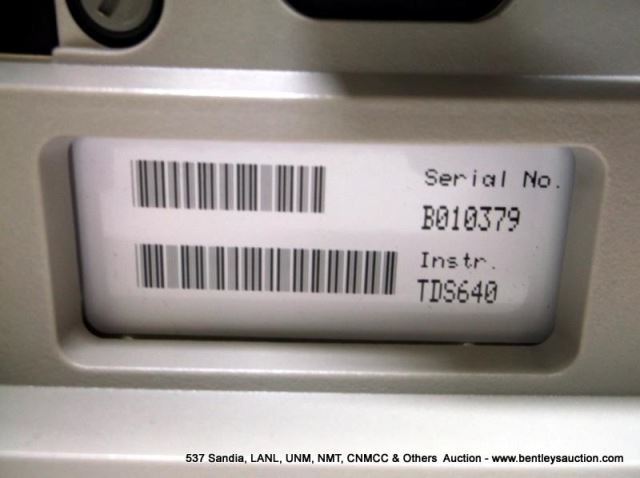 Serial No.
B010379
Instr.
TDS640
537 Sandia, LANL, UNM, NMT, CNMCC & Others Auction - www.bentleysauction.com